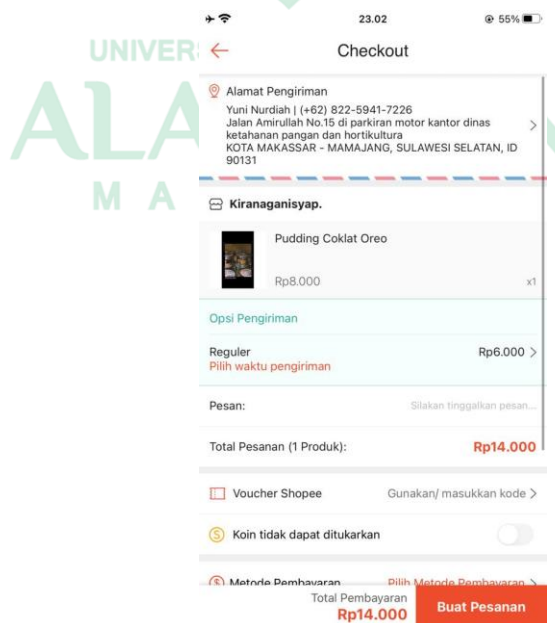 23.02
55%
Checkout
UNIVER
ALA
M A
Alamat Pengiriman
Yuni Nurdiah | (+62) 822-5941-7226
Jalan Amirullah No.15 di parkiran motor kantor dinas
ketahanan pangan dan hortikultura
KOTA MAKASSAR - MAMAJANG, SULAWESI SELATAN, ID
90131
Kiranaganisyap.
Pudding Coklat Oreo
Rp8.000
x1
Opsi Pengiriman
Reguler
Rp6.000
Pilih waktu pengiriman
Pesan:
Silakan tinggalkan pesan...
Total Pesanan (1 Produk):
Rp14.000
Voucher Shopee
Gunakan/ masukkan kode
Koin tidak dapat ditukarkan
Metode Pembayaran
Pilih Metode Pembayaran
Total Pembayaran
Rp14.000
Buat Pesanan